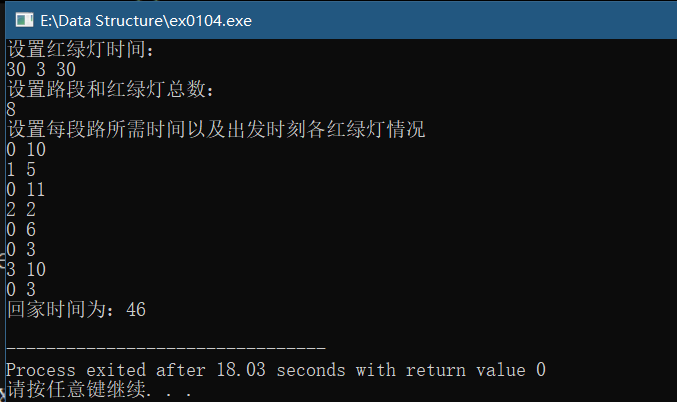 E:\Data Structure\ex0104.exe
设置红绿灯时间：
30 3 30
设置路段和红绿灯总数：
8
设置每段路所需时间以及出发时刻各红绿灯情况
0 10
1 5
0 11
2 2
0 6
0 3
3 10
0 3
回家时间为：46
--------------------------------
Process exited after 18.03 seconds with return value 0
请按任意键继续. . .